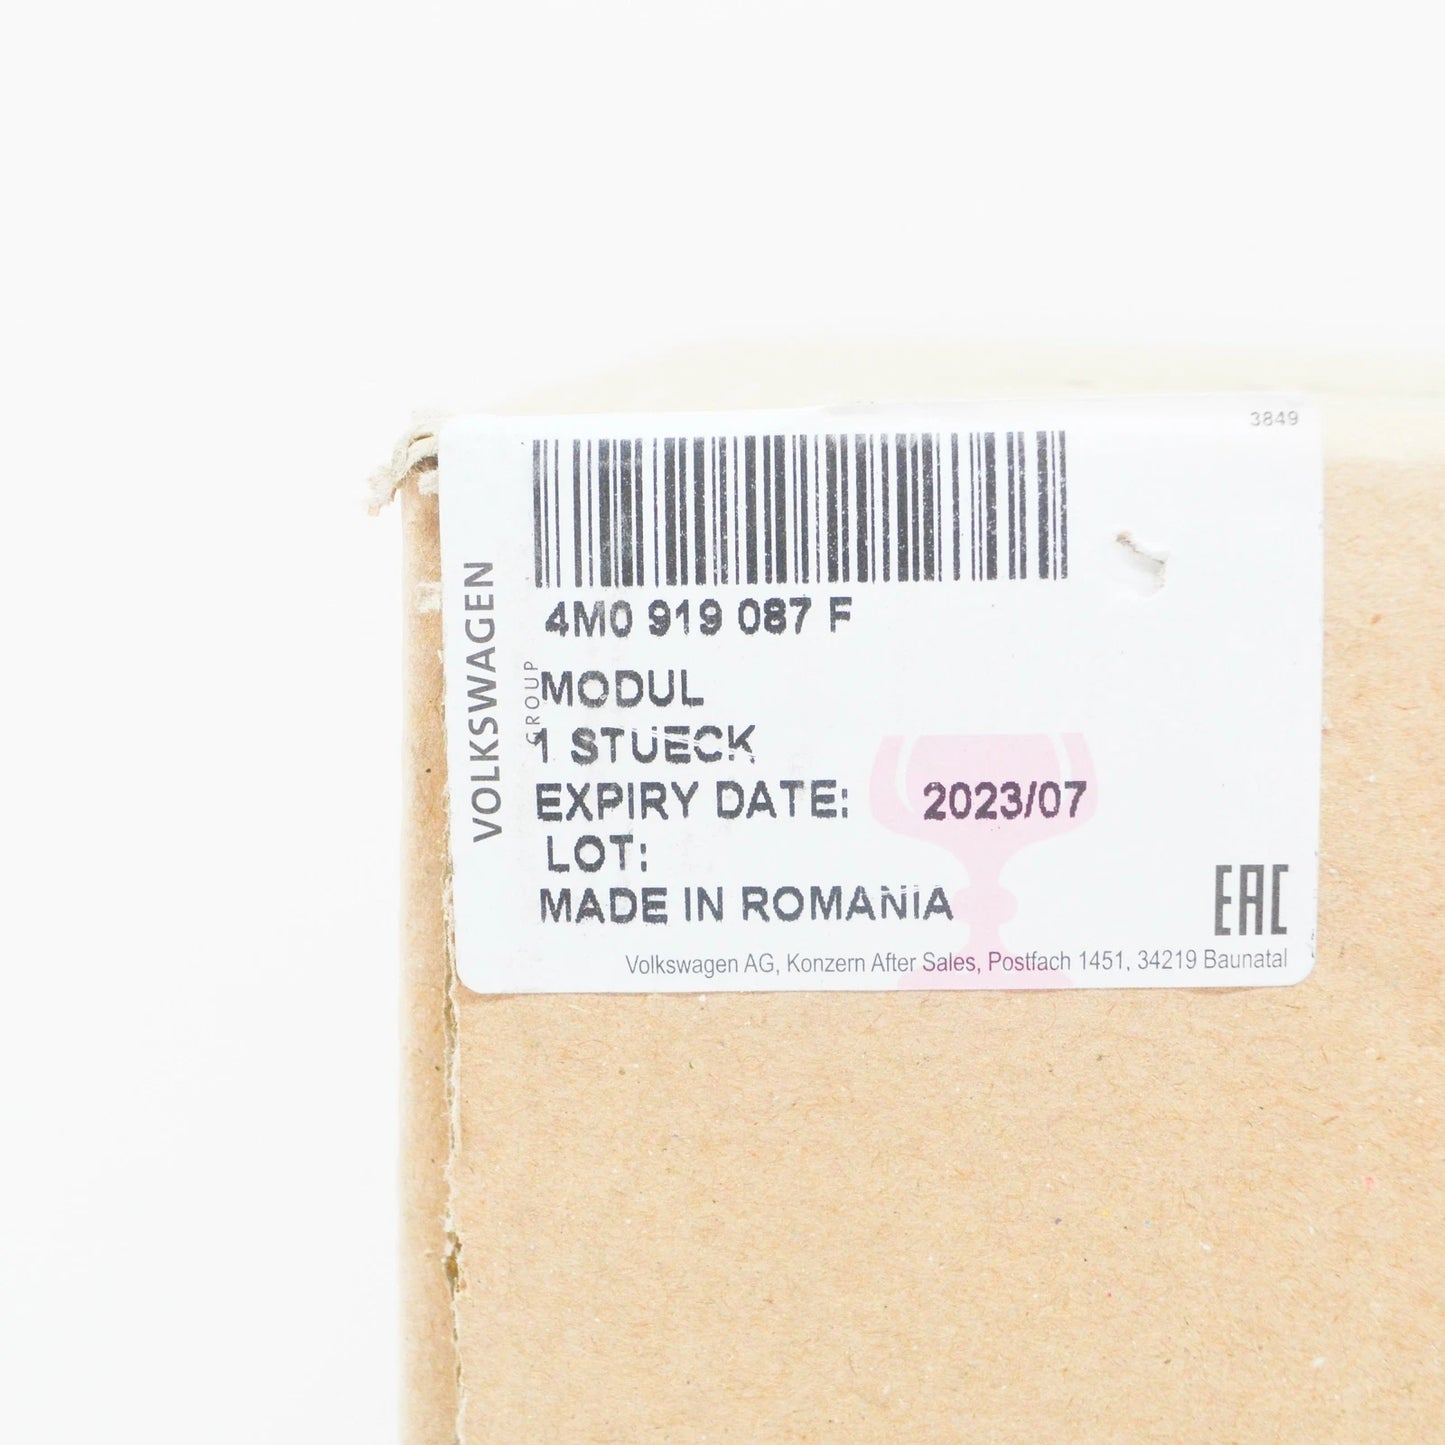 3849
4M0 919 087 F
VOLKSWAGEN
GROUP
MODUL
1 STUECK
EXPIRY DATE: 2023/07
LOT:
MADE IN ROMANIA
EAC
Volkswagen AG, Konzern After Sales, Postfach 1451, 34219 Baunatal